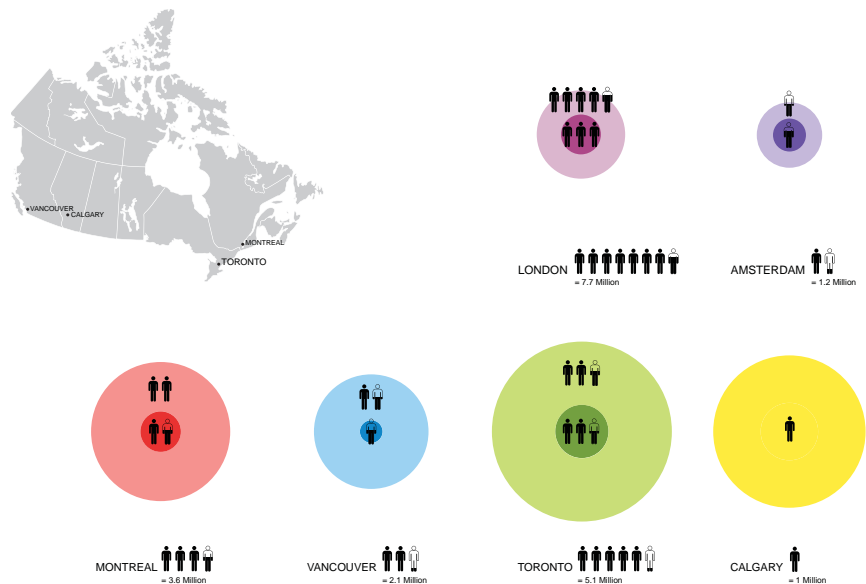 VANCOUVER
CALGARY
MONTREAL
TORONTO
LONDON
= 7.7 Million
AMSTERDAM
= 1.2 Million
MONTREAL
= 3.6 Million
VANCOUVER
= 2.1 Million
TORONTO
= 5.1 Million
CALGARY
= 1 Million